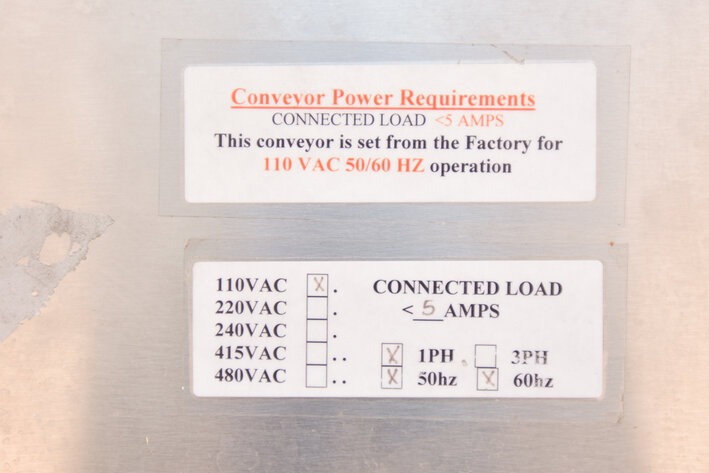 Conveyor Power Requirements
CONNECTED LOAD <5 AMPS
This conveyor is set from the Factory for
110 VAC 50/60 HZ operation
110VAC X . CONNECTED LOAD
220VAC . < 5 AMPS
240VAC .
415VAC .. X 1PH . 3PH
480VAC .. X 50hz X 60hz